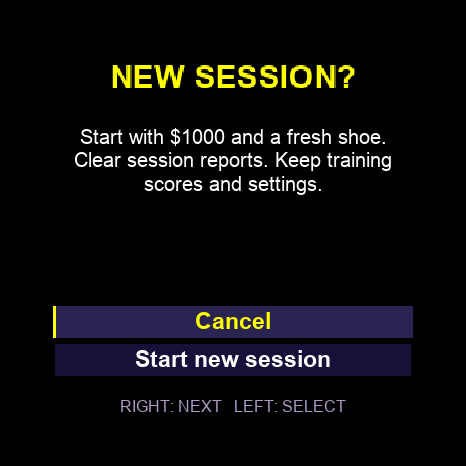 NEW SESSION?
Start with $1000 and a fresh shoe.
Clear session reports. Keep training
scores and settings.
Cancel
Start new session
RIGHT: NEXT   LEFT: SELECT